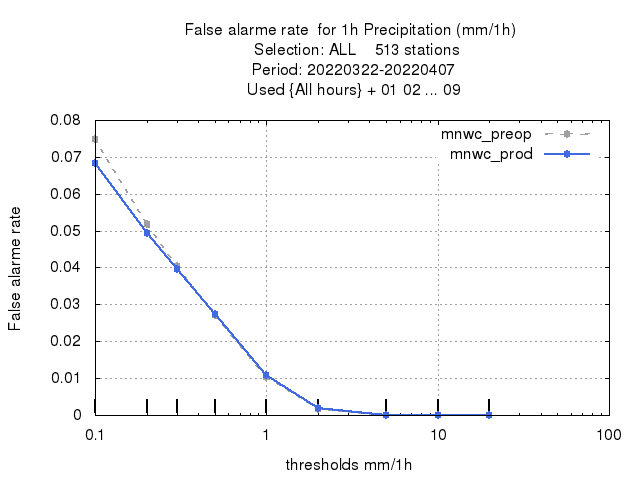 False alarme rate  for 1h Precipitation (mm/1h)
Selection: ALL    513 stations
Period: 20220322-20220407
Used {All hours} + 01 02 ... 09
mnwc_preop
mnwc_prod
0.08
0.07
0.06
0.05
0.04
0.03
0.02
0.01
0
False alarme rate
0.1
1
10
100
thresholds mm/1h